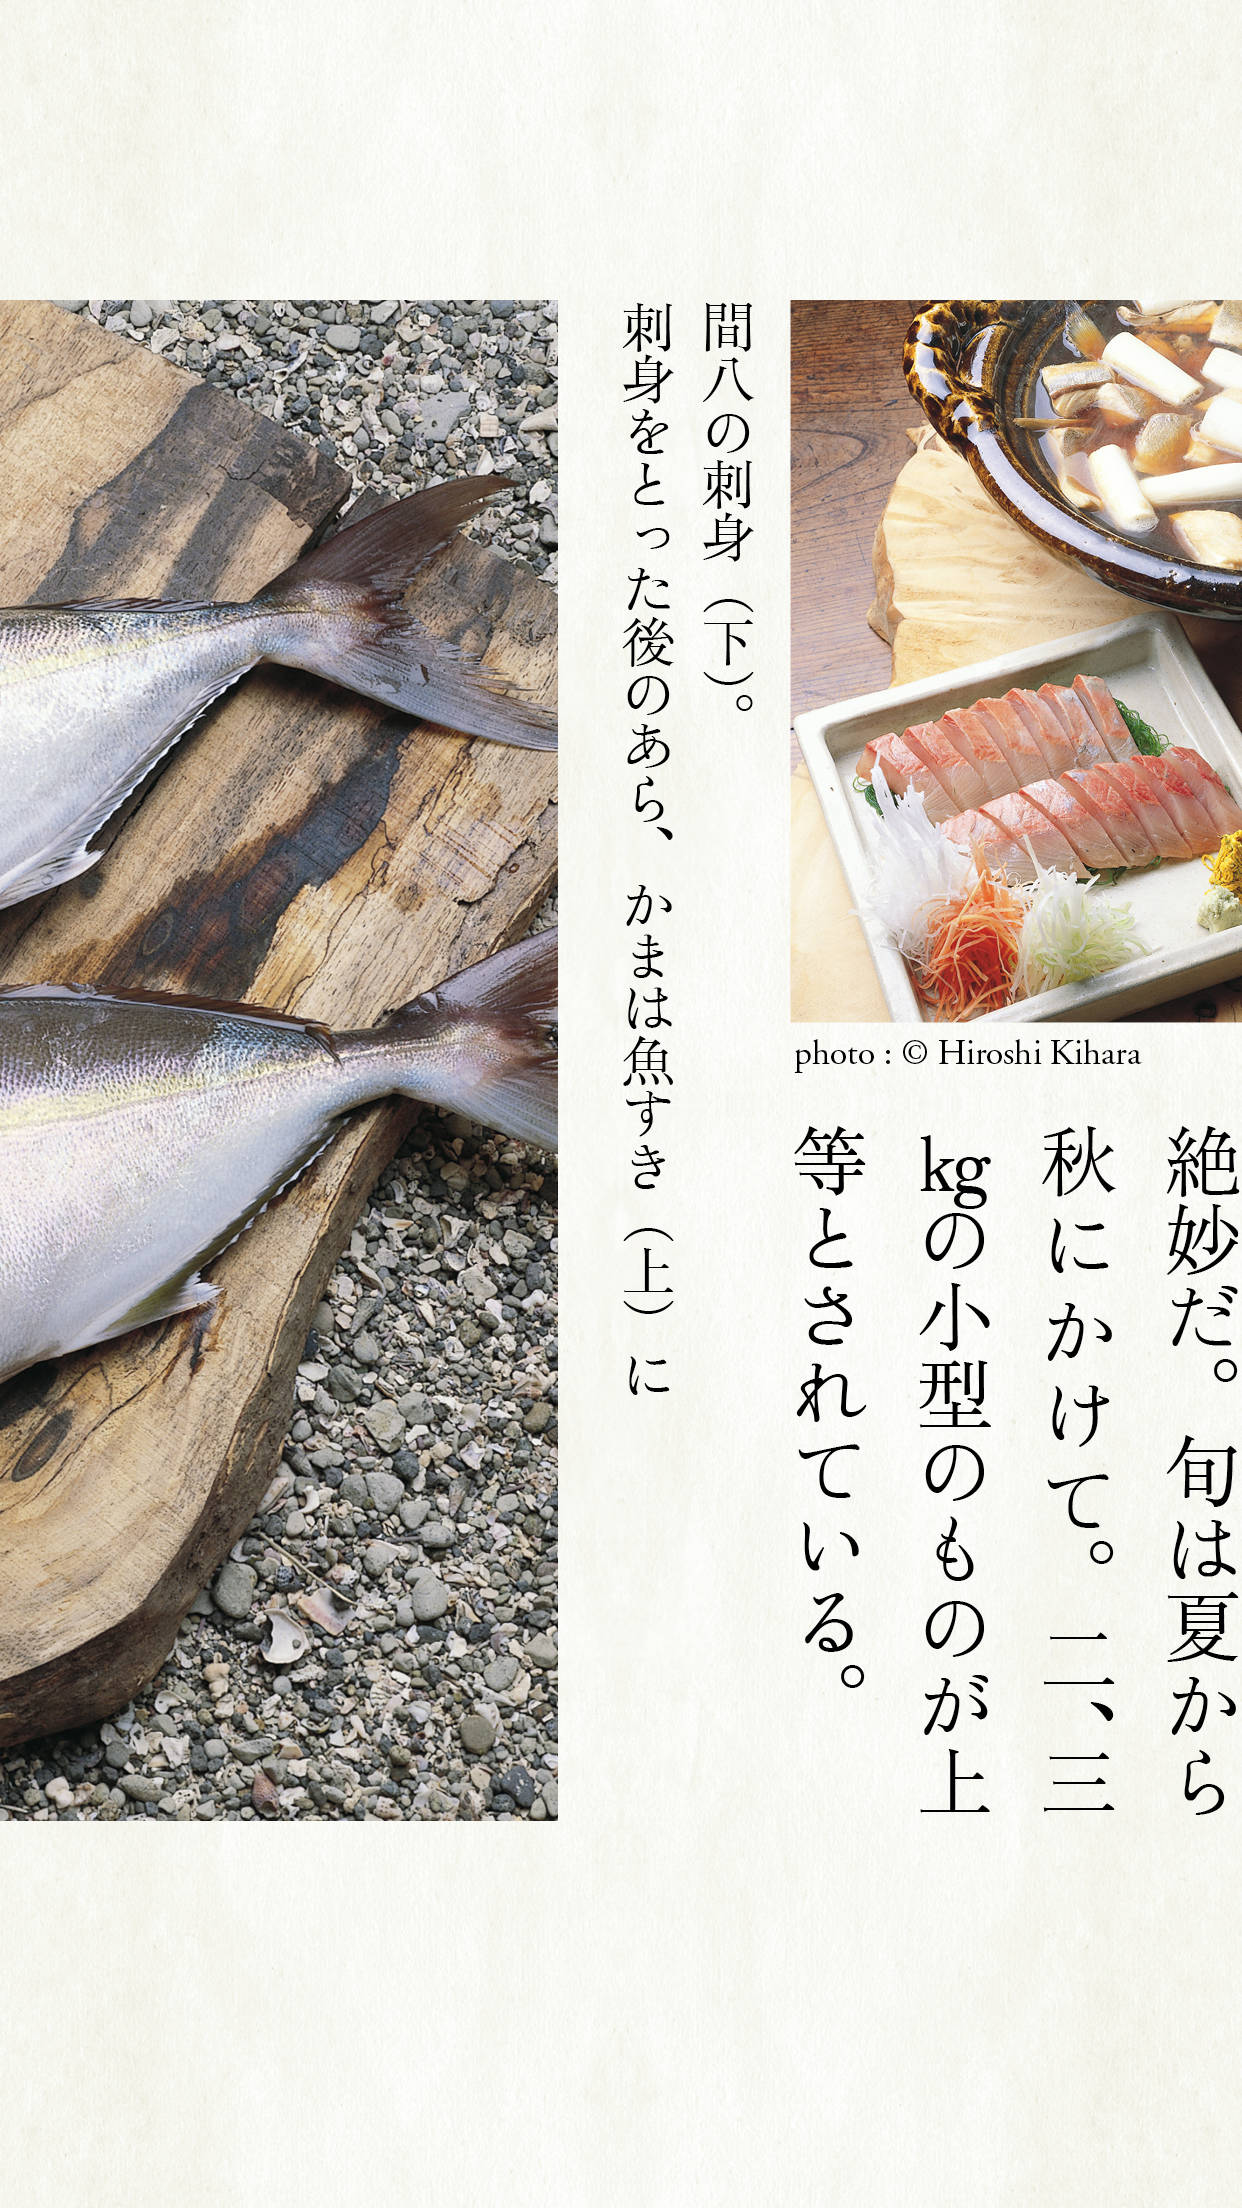 絶妙だ。旬は夏から
秋にかけて。二、三
kgの小型のものが上
等とされている。
photo : © Hiroshi Kihara
間八の刺身（下）。
刺身をとった後のあら、かまは魚すき（上）に